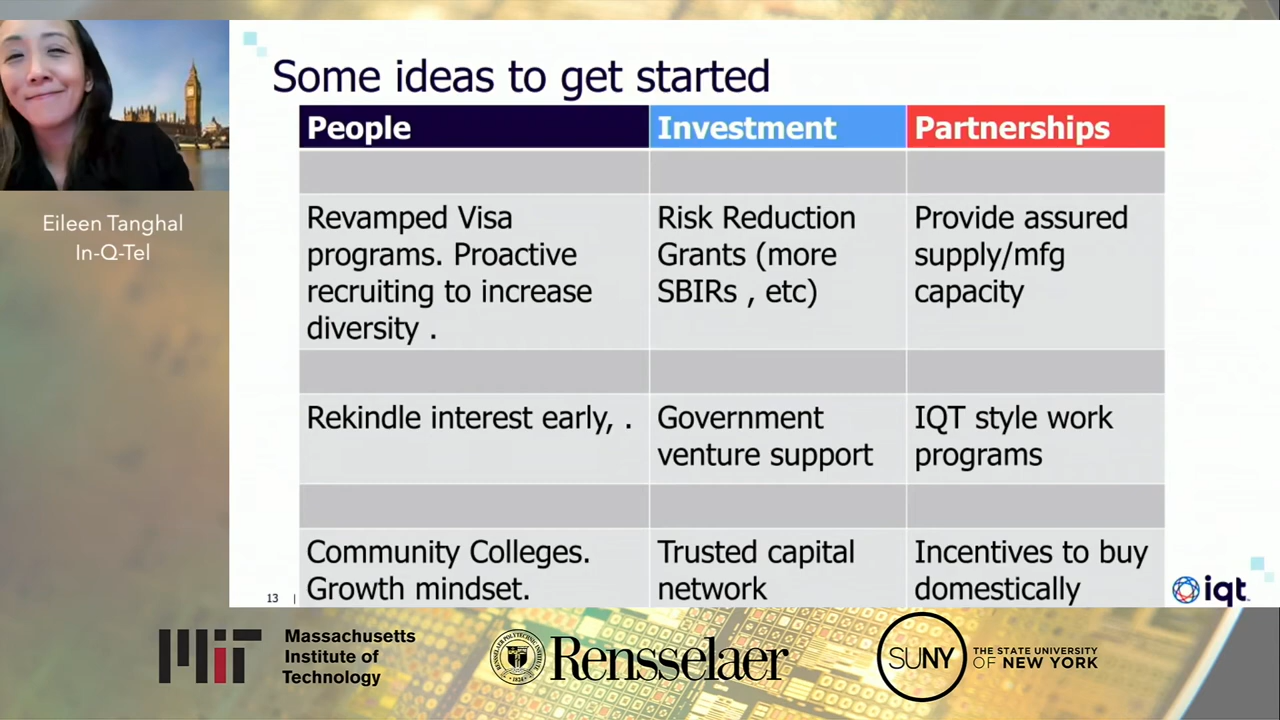 Some ideas to get started
People
Investment
Partnerships
Revamped Visa
programs. Proactive
recruiting to increase
diversity .
Risk Reduction
Grants (more
SBIRs , etc)
Provide assured
supply/mfg
capacity
Rekindle interest early, .
Government
venture support
IQT style work
programs
Community Colleges.
Growth mindset.
Trusted capital
network
Incentives to buy
domestically
13 |
iqt
Eileen Tanghal
In-Q-Tel
MIT
Massachusetts
Institute of
Technology
Rensselaer
SUNY
THE STATE UNIVERSITY
OF NEW YORK